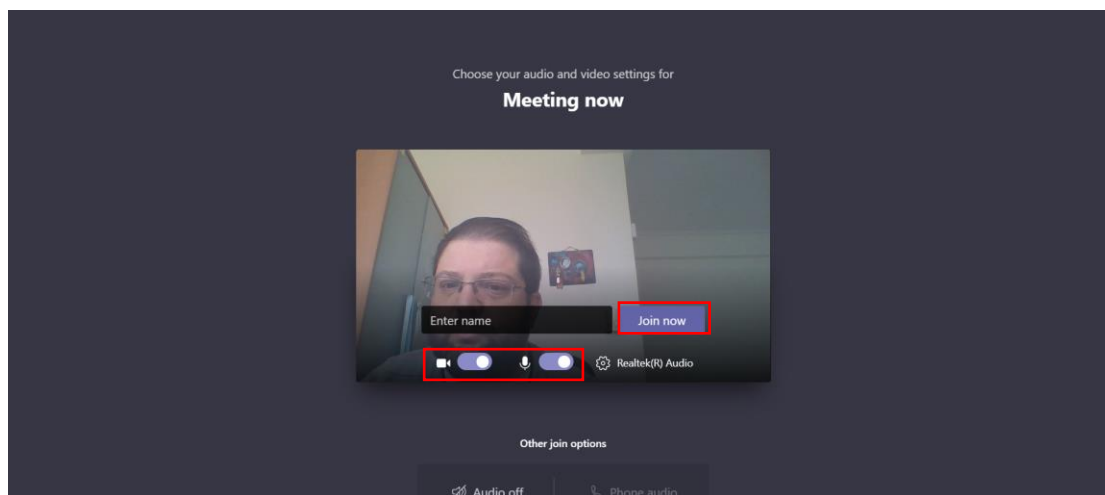 Choose your audio and video settings for
Meeting now
Enter name
Join now
Realtek(R) Audio
Other join options
Audio off
Phone audio